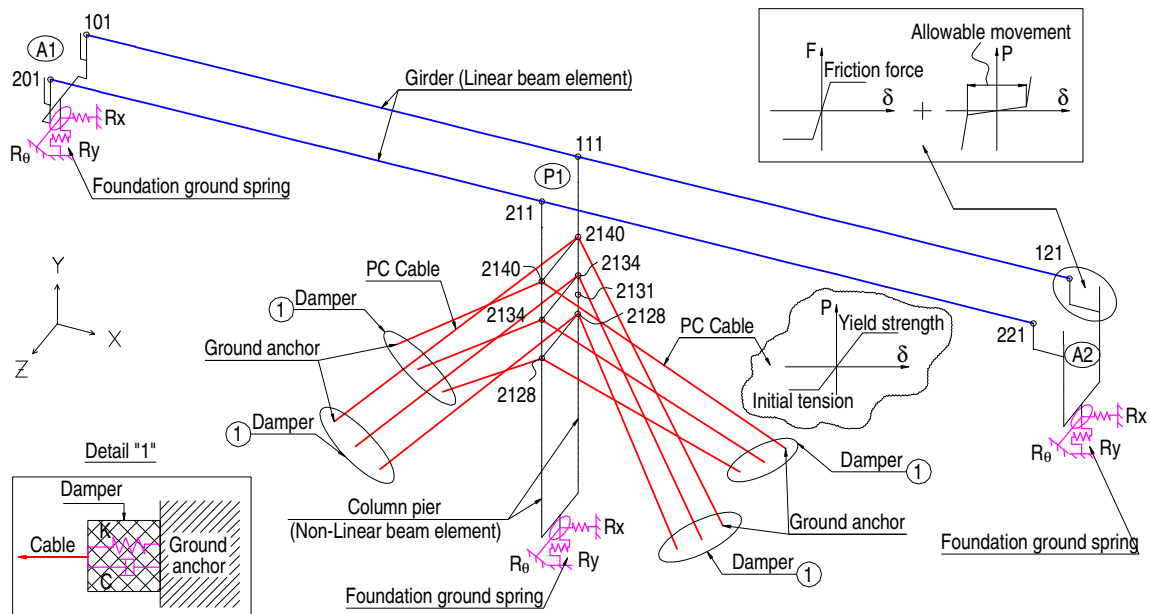 101
A1
201
Rx
Rθ
Ry
Foundation ground spring
Girder (Linear beam element)
Allowable movement
F
Friction force
δ
+
P
δ
111
P1
211
2140
2134
2131
2128
2140
2134
2128
PC Cable
1 Damper
Ground anchor
1 Damper
Y
X
Z
121
221
A2
PC Cable
P
Yield strength
δ
Initial tension
Rx
Rθ
Ry
Foundation ground spring
Damper 1
Ground anchor
Damper 1
Column pier
(Non-Linear beam element)
Rx
Rθ
Ry
Foundation ground spring
Detail "1"
Damper
K
Cable
C
Ground
anchor